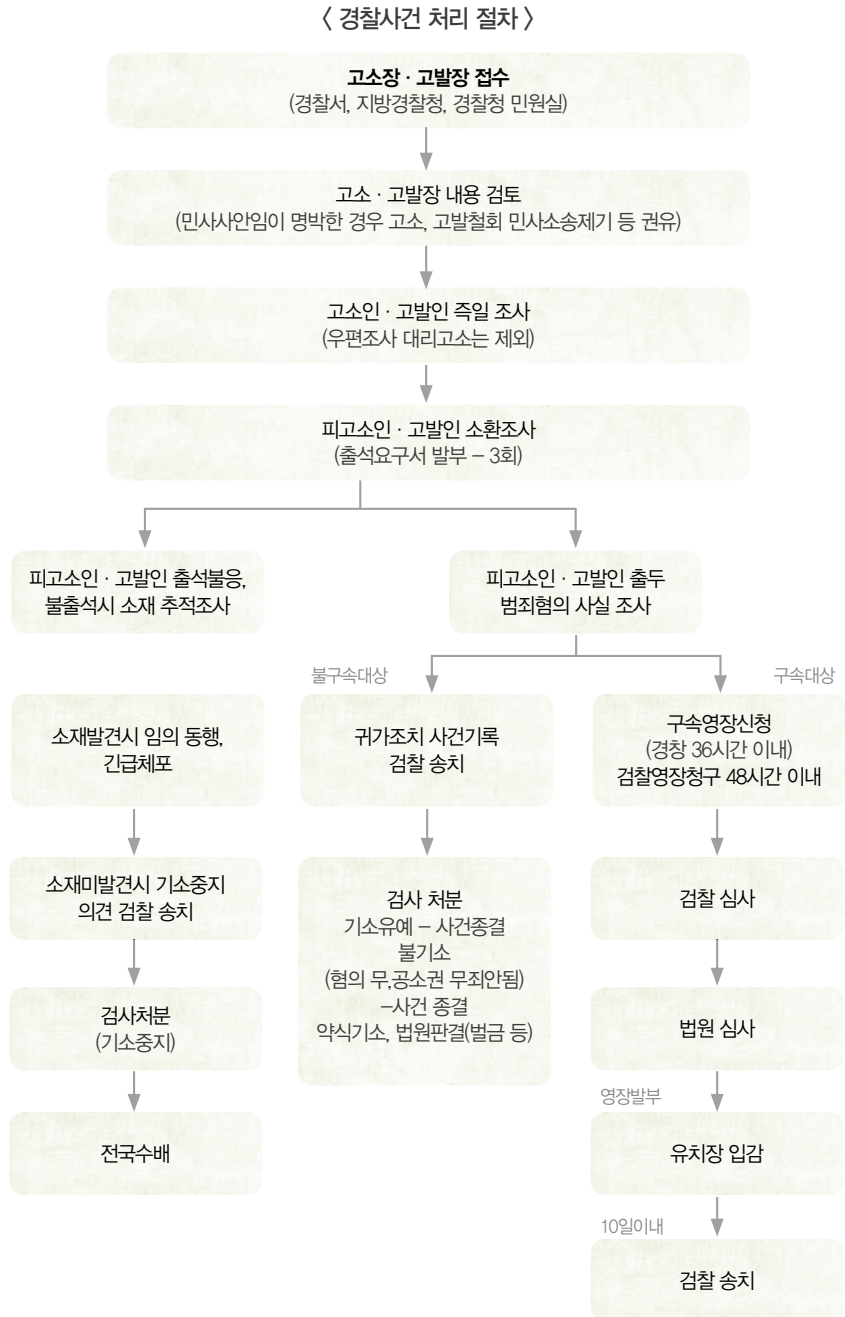 〈 경찰사건 처리 절차 〉
고소장 · 고발장 접수
(경찰서, 지방경찰청, 경찰청 민원실)
고소 · 고발장 내용 검토
(민사사안임이 명박한 경우 고소, 고발철회 민사소송제기 등 권유)
고소인 · 고발인 즉일 조사
(우편조사 대리고소는 제외)
피고소인 · 고발인 소환조사
(출석요구서 발부 – 3회)
피고소인 · 고발인 출석불응,
불출석시 소재 추적조사
피고소인 · 고발인 출두
범죄혐의 사실 조사
불구속대상
구속대상
소재발견시 임의 동행,
긴급체포
귀가조치 사건기록
검찰 송치
구속영장신청
(경창 36시간 이내)
검찰영장청구 48시간 이내
소재미발견시 기소중지
의견 검찰 송치
검사 처분
기소유예 – 사건종결
불기소
(혐의 무,공소권 무죄안됨)
–사건 종결
약식기소, 법원판결(벌금 등)
검찰 심사
검사처분
(기소중지)
법원 심사
영장발부
전국수배
유치장 입감
10일이내
검찰 송치